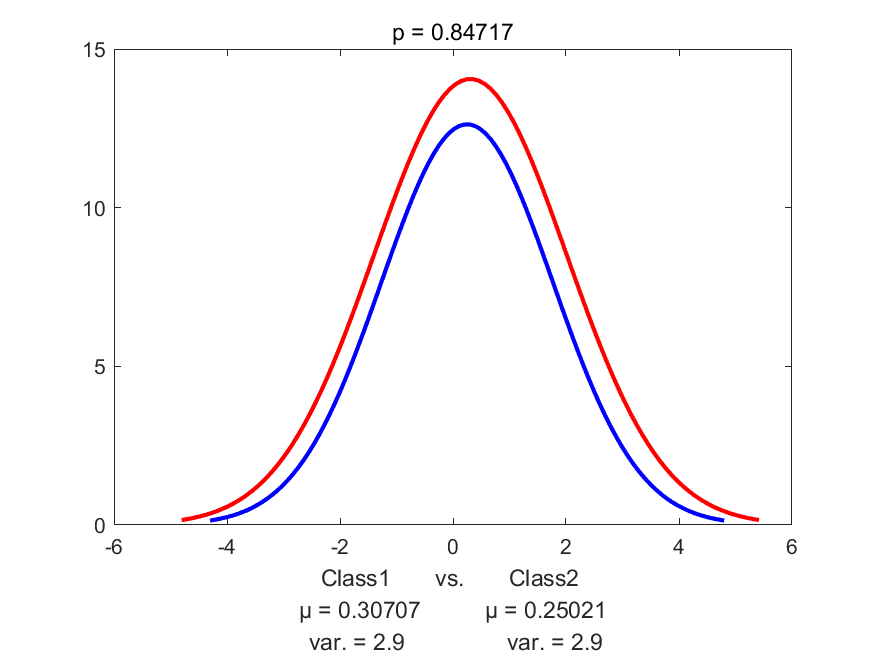 p = 0.84717
15
10
5
0
-6 -4 -2 0 2 4 6
Class1 vs. Class2
μ = 0.30707 μ = 0.25021
var. = 2.9 var. = 2.9